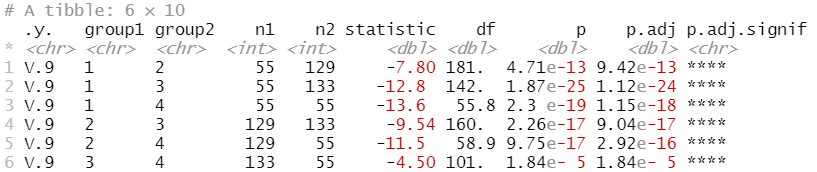 # A tibble: 6 × 10
.y. group1 group2 n1 n2 statistic df p p.adj p.adj.signif
* <chr> <chr> <chr> <int> <int> <dbl> <dbl> <dbl> <dbl> <chr>
1 V.9 1 2 55 129 -7.80 181. 4.71e-13 9.42e-13 ****
2 V.9 1 3 55 133 -12.8 142. 1.87e-25 1.12e-24 ****
3 V.9 1 4 55 55 -13.6 55.8 2.3 e-19 1.15e-18 ****
4 V.9 2 3 129 133 -9.54 160. 2.26e-17 9.04e-17 ****
5 V.9 2 4 129 55 -11.5 58.9 9.75e-17 2.92e-16 ****
6 V.9 3 4 133 55 -4.50 101. 1.84e- 5 1.84e- 5 ****